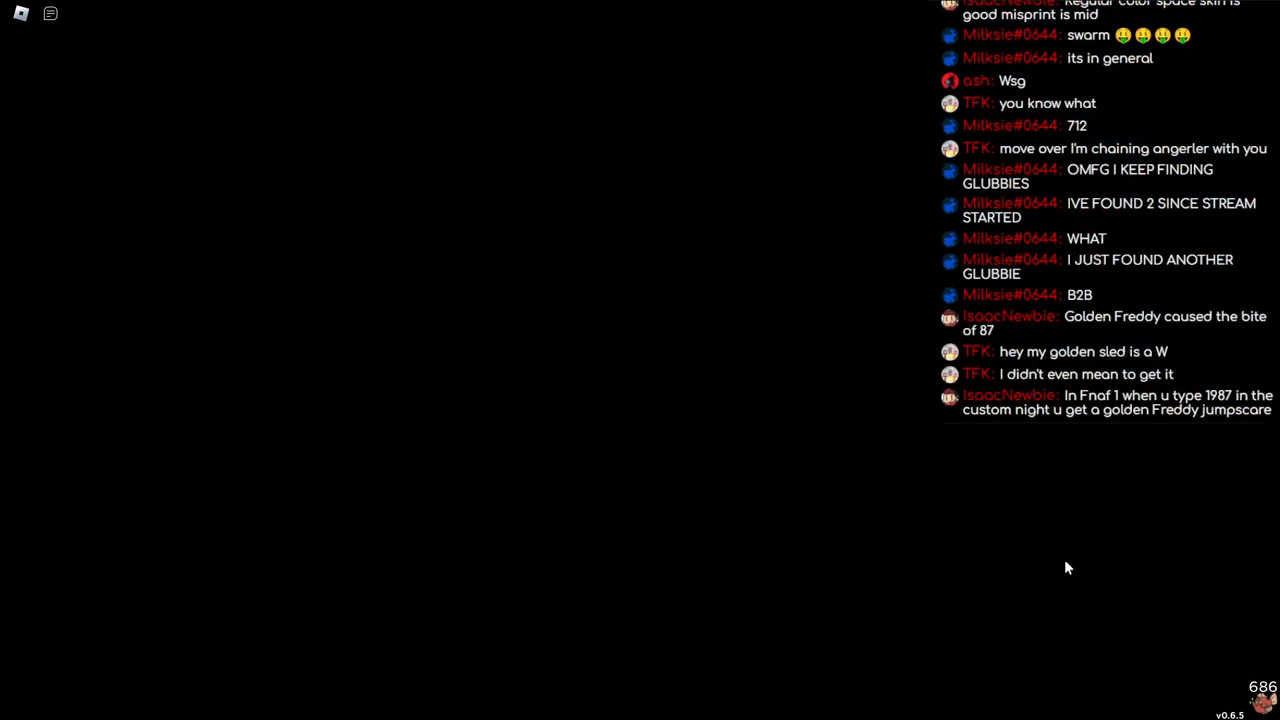 IsaacNewbie: Regular color space skin is
good misprint is mid
Milksie#0644: swarm 🤑🤑🤑🤑
Milksie#0644: its in general
ash: Wsg
TFK: you know what
Milksie#0644: 712
TFK: move over I'm chaining angerler with you
Milksie#0644: OMFG I KEEP FINDING
GLUBBIES
Milksie#0644: IVE FOUND 2 SINCE STREAM
STARTED
Milksie#0644: WHAT
Milksie#0644: I JUST FOUND ANOTHER
GLUBBIE
Milksie#0644: B2B
IsaacNewbie: Golden Freddy caused the bite
of 87
TFK: hey my golden sled is a W
TFK: I didn't even mean to get it
IsaacNewbie: In Fnaf 1 when u type 1987 in the
custom night u get a golden Freddy jumpscare
686
v0.6.5